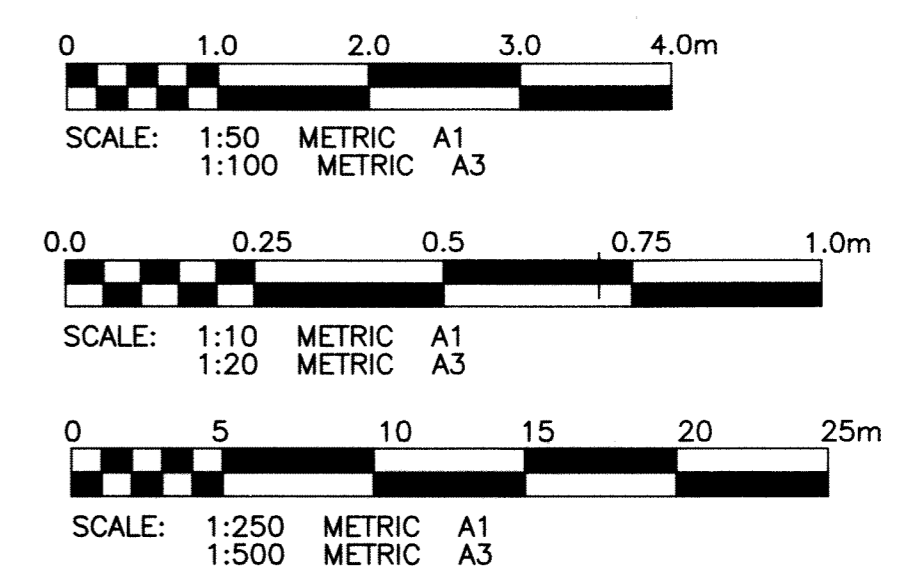 0 1.0 2.0 3.0 4.0m
SCALE: 1:50 METRIC A1
1:100 METRIC A3
0.0 0.25 0.5 0.75 1.0m
SCALE: 1:10 METRIC A1
1:20 METRIC A3
0 5 10 15 20 25m
SCALE: 1:250 METRIC A1
1:500 METRIC A3